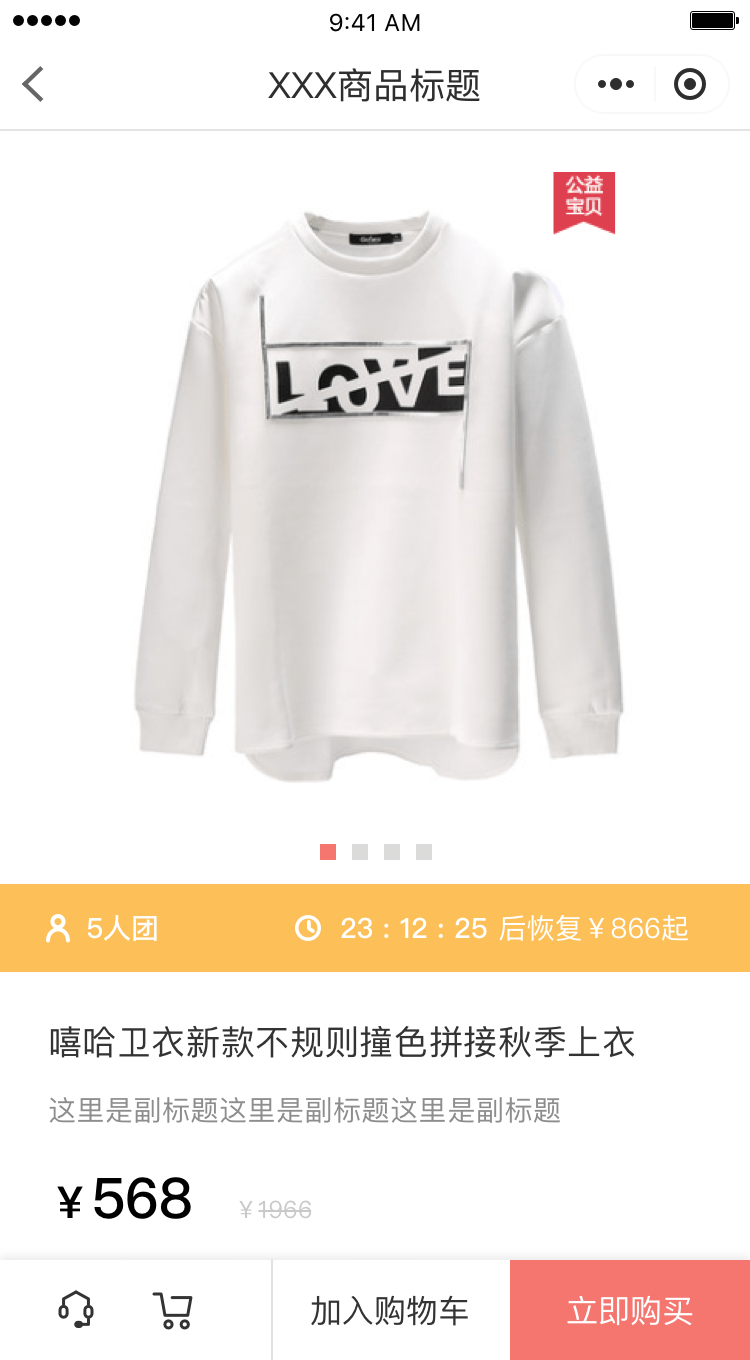 9:41 AM
XXX商品标题
公益
宝贝
LOVE
5人团
23 : 12 : 25 后恢复￥866起
嘻哈卫衣新款不规则撞色拼接秋季上衣
这里是副标题这里是副标题这里是副标题
￥568 ￥1966
加入购物车
立即购买